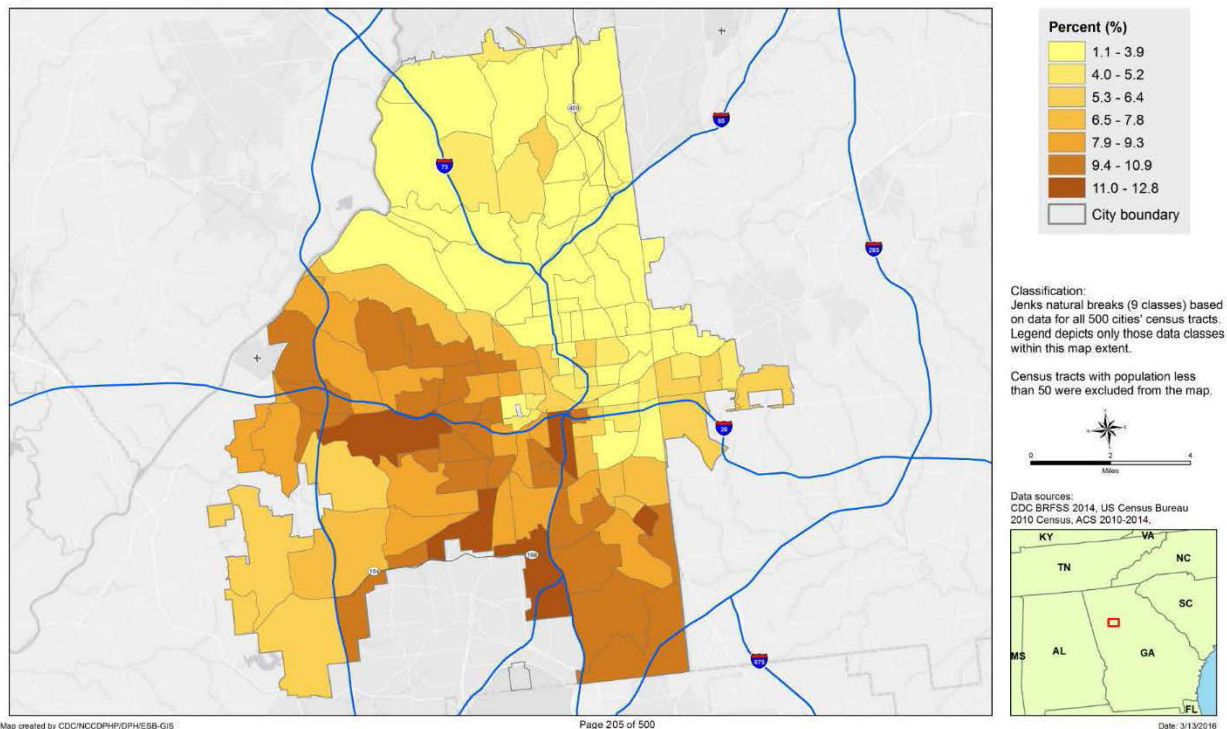 400
75
85
285
20
154
166
675
Percent (%)
1.1 - 3.9
4.0 - 5.2
5.3 - 6.4
6.5 - 7.8
7.9 - 9.3
9.4 - 10.9
11.0 - 12.8
City boundary
Classification:
Jenks natural breaks (9 classes) based
on data for all 500 cities' census tracts.
Legend depicts only those data classes
within this map extent.
Census tracts with population less
than 50 were excluded from the map.
0 2 4
Miles
Data sources:
CDC BRFSS 2014, US Census Bureau
2010 Census, ACS 2010-2014,
KY
VA
TN
NC
SC
MS
AL
GA
FL
Map created by CDC/NCCDPHP/DPH/ESB-GIS
Page 205 of 500
Date: 3/13/2016